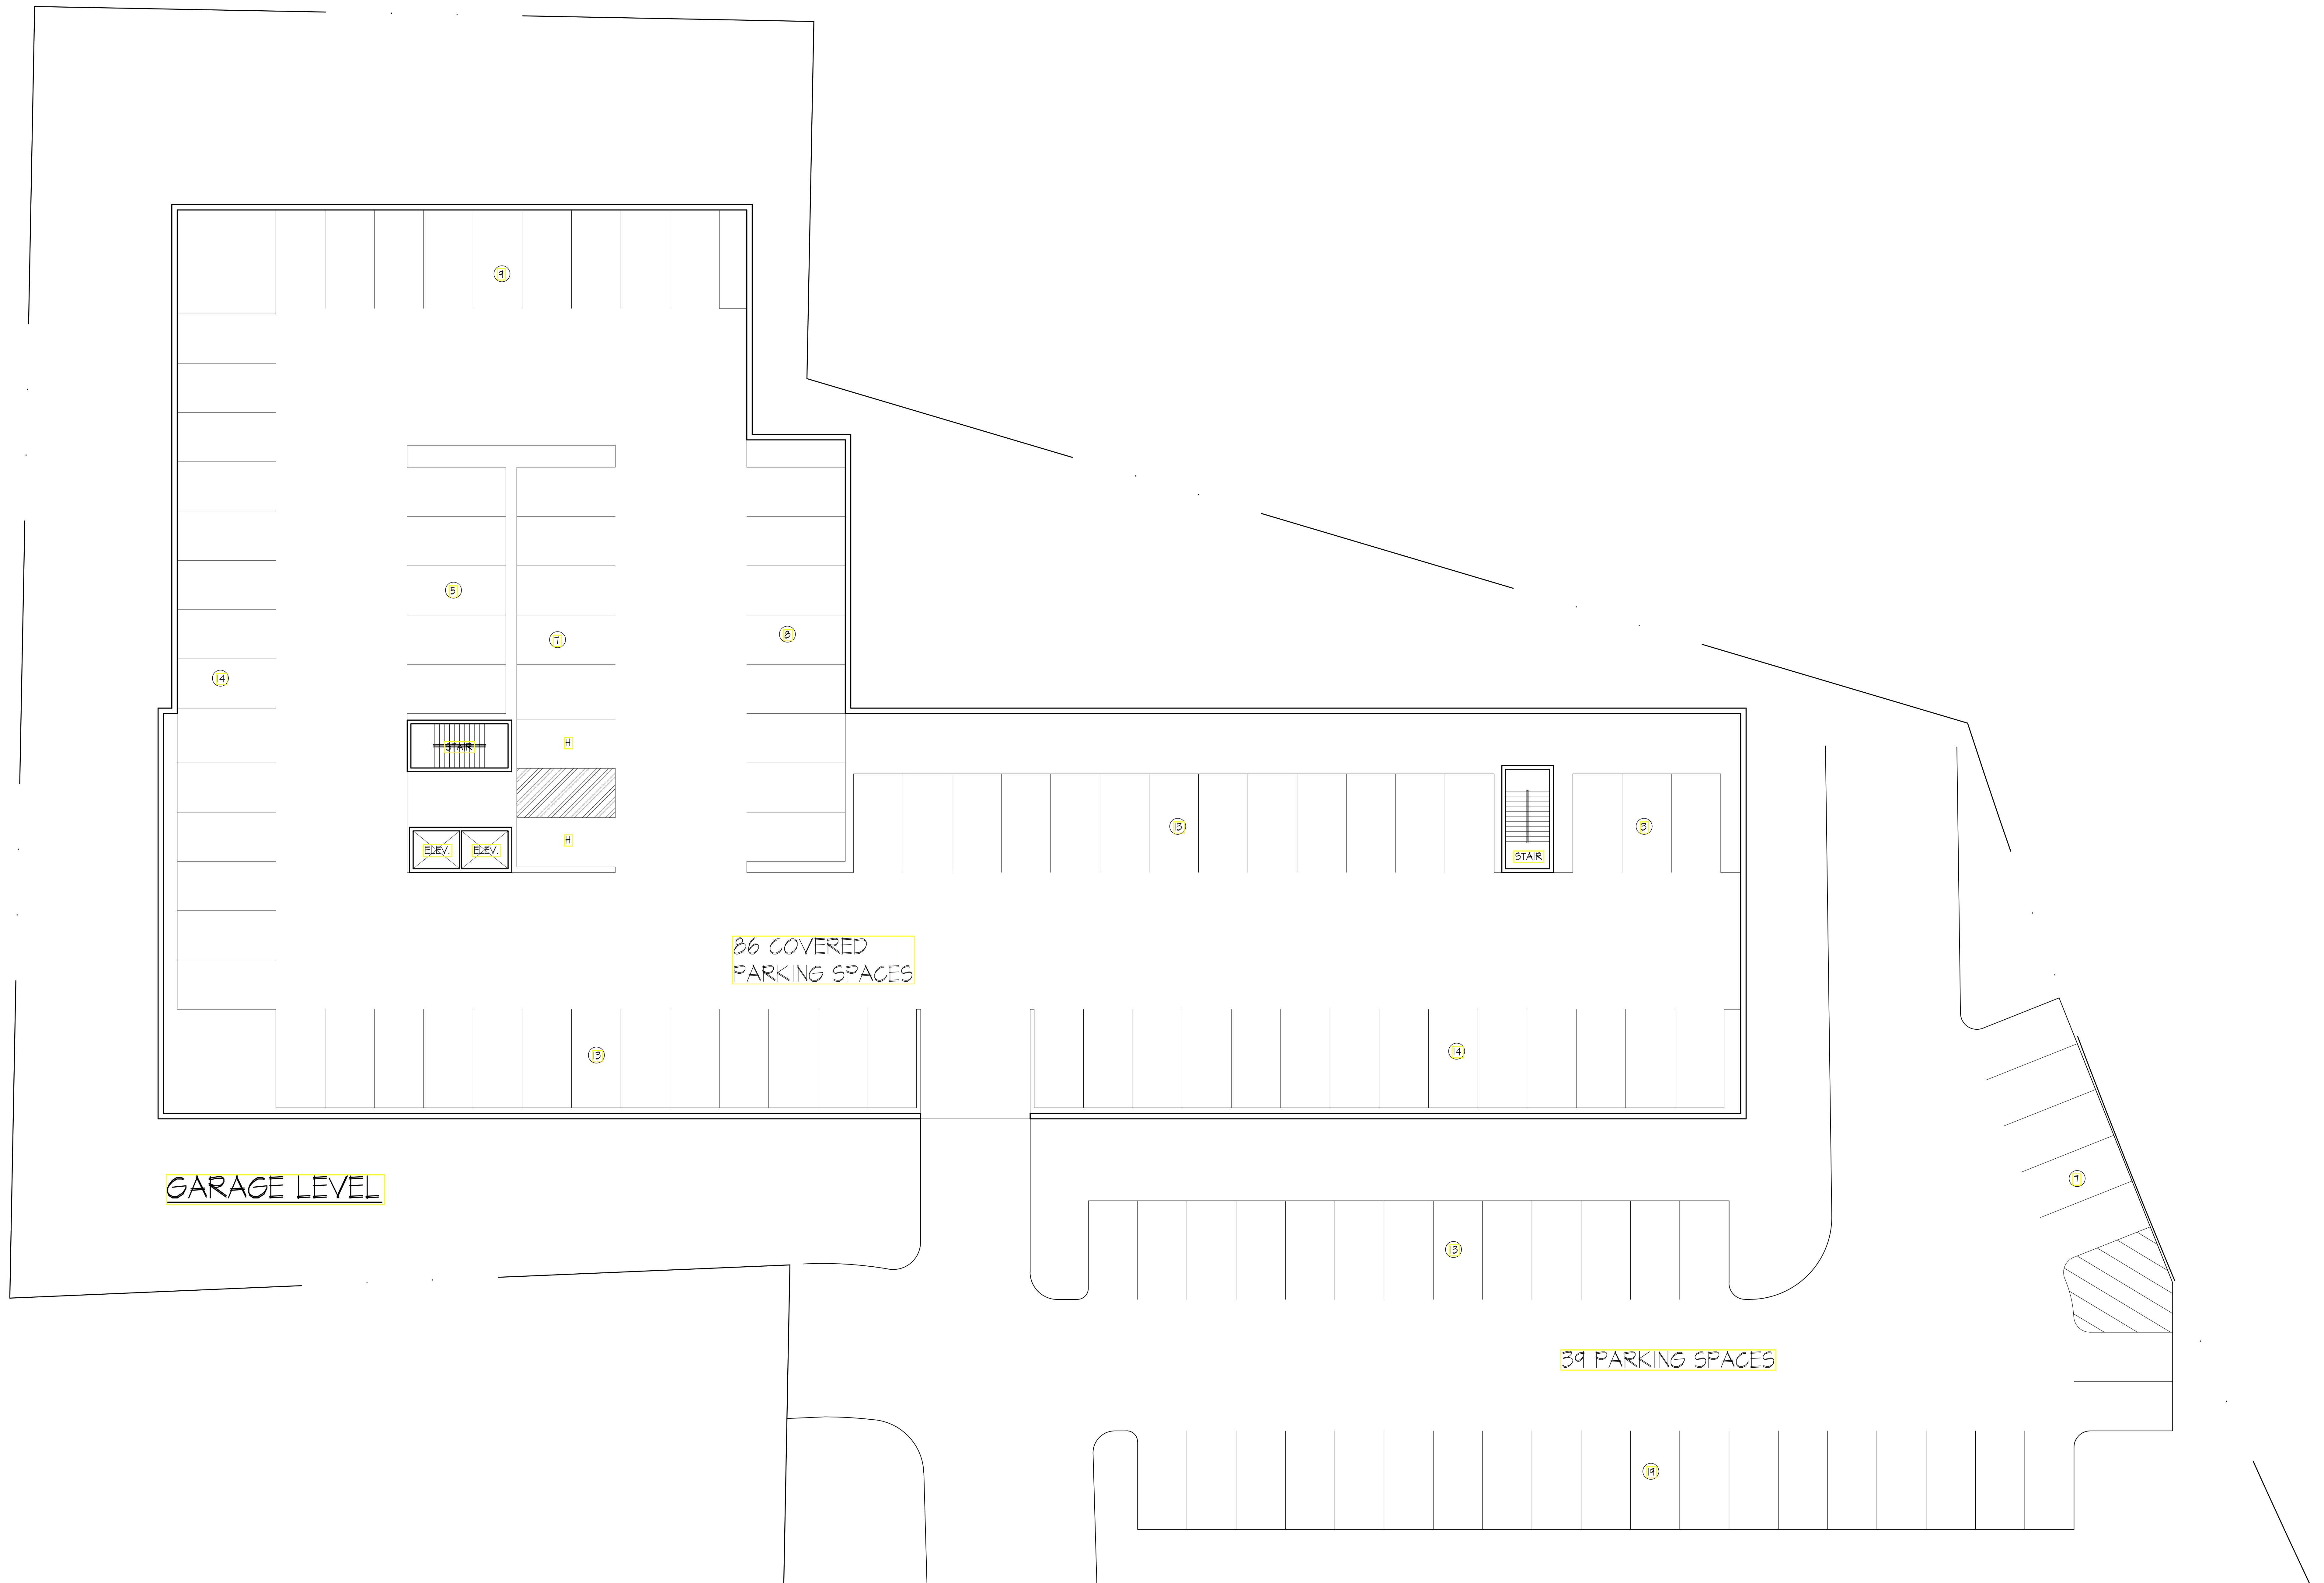 9
5
7
8
14
STAIR
H
ELEV.
ELEV.
H
13
3
STAIR
86 COVERED
PARKING SPACES
13
14
7
GARAGE LEVEL
13
39 PARKING SPACES
19